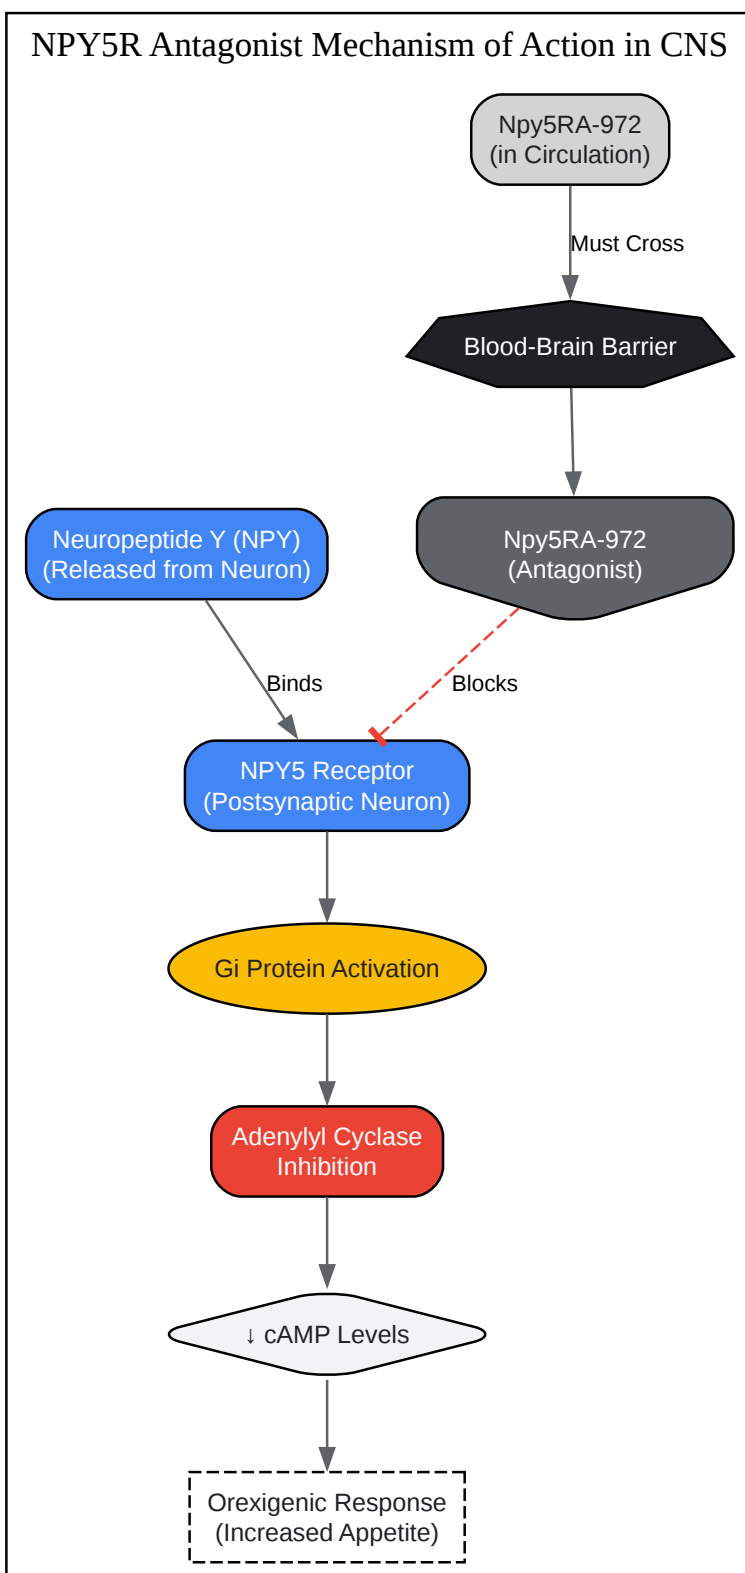 NPY5R Antagonist Mechanism of Action in CNS
Npy5RA-972
(in Circulation)
Must Cross
Blood-Brain Barrier
Neuropeptide Y (NPY)
(Released from Neuron)
Npy5RA-972
(Antagonist)
Binds
Blocks
NPY5 Receptor
(Postsynaptic Neuron)
Gi Protein Activation
Adenylyl Cyclase
Inhibition
↓ cAMP Levels
Orexigenic Response
(Increased Appetite)